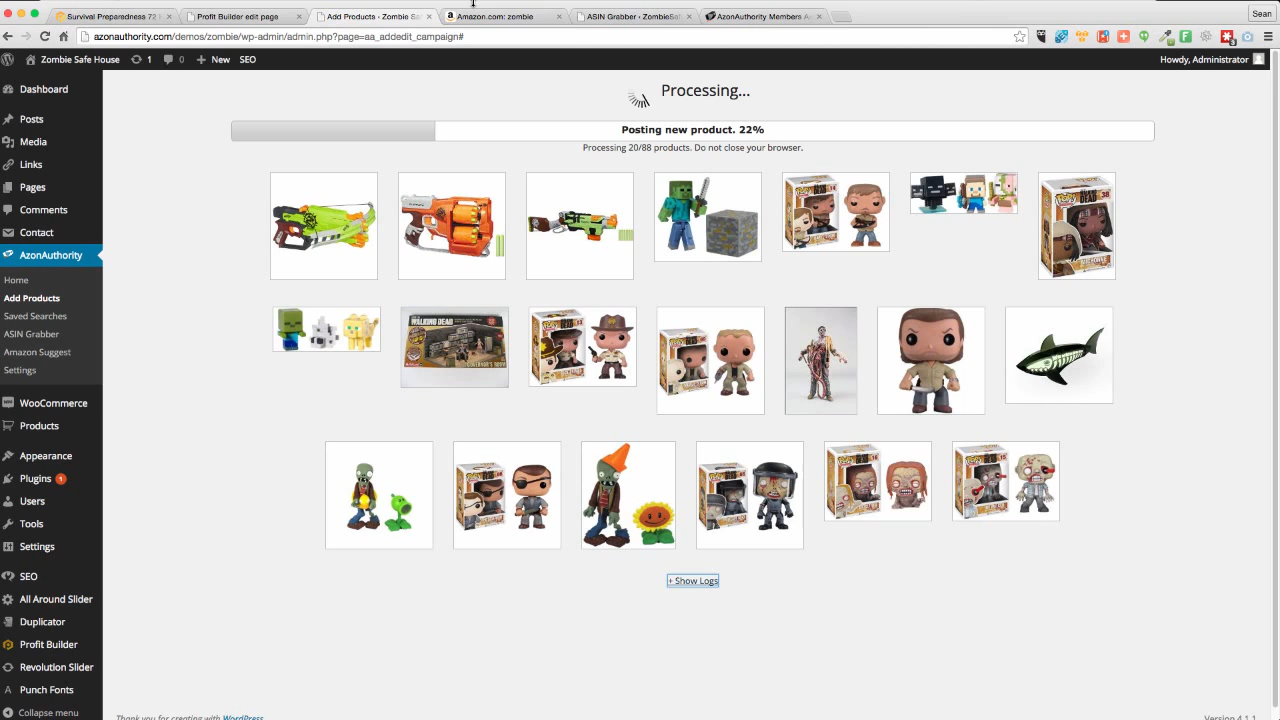 Survival Preparedness 72
Profit Builder edit page
Add Products ‹ Zombie Sa
Amazon.com: zombie
ASIN Grabber ‹ ZombieSa
AzonAuthority Members A
Sean
azonauthority.com/demos/zombie/wp-admin/admin.php?page=aa_addedit_campaign#
Zombie Safe House
1
0
New
SEO
Howdy, Administrator
Dashboard
Posts
Media
Links
Pages
Comments
Contact
AzonAuthority
Home
Add Products
Saved Searches
ASIN Grabber
Amazon Suggest
Settings
WooCommerce
Products
Appearance
Plugins 1
Users
Tools
Settings
SEO
All Around Slider
Duplicator
Profit Builder
Revolution Slider
Punch Fonts
Collapse menu
Processing...
Posting new product. 22%
Processing 20/88 products. Do not close your browser.
+ Show Logs
Thank you for creating with WordPress
Version 4.1.1